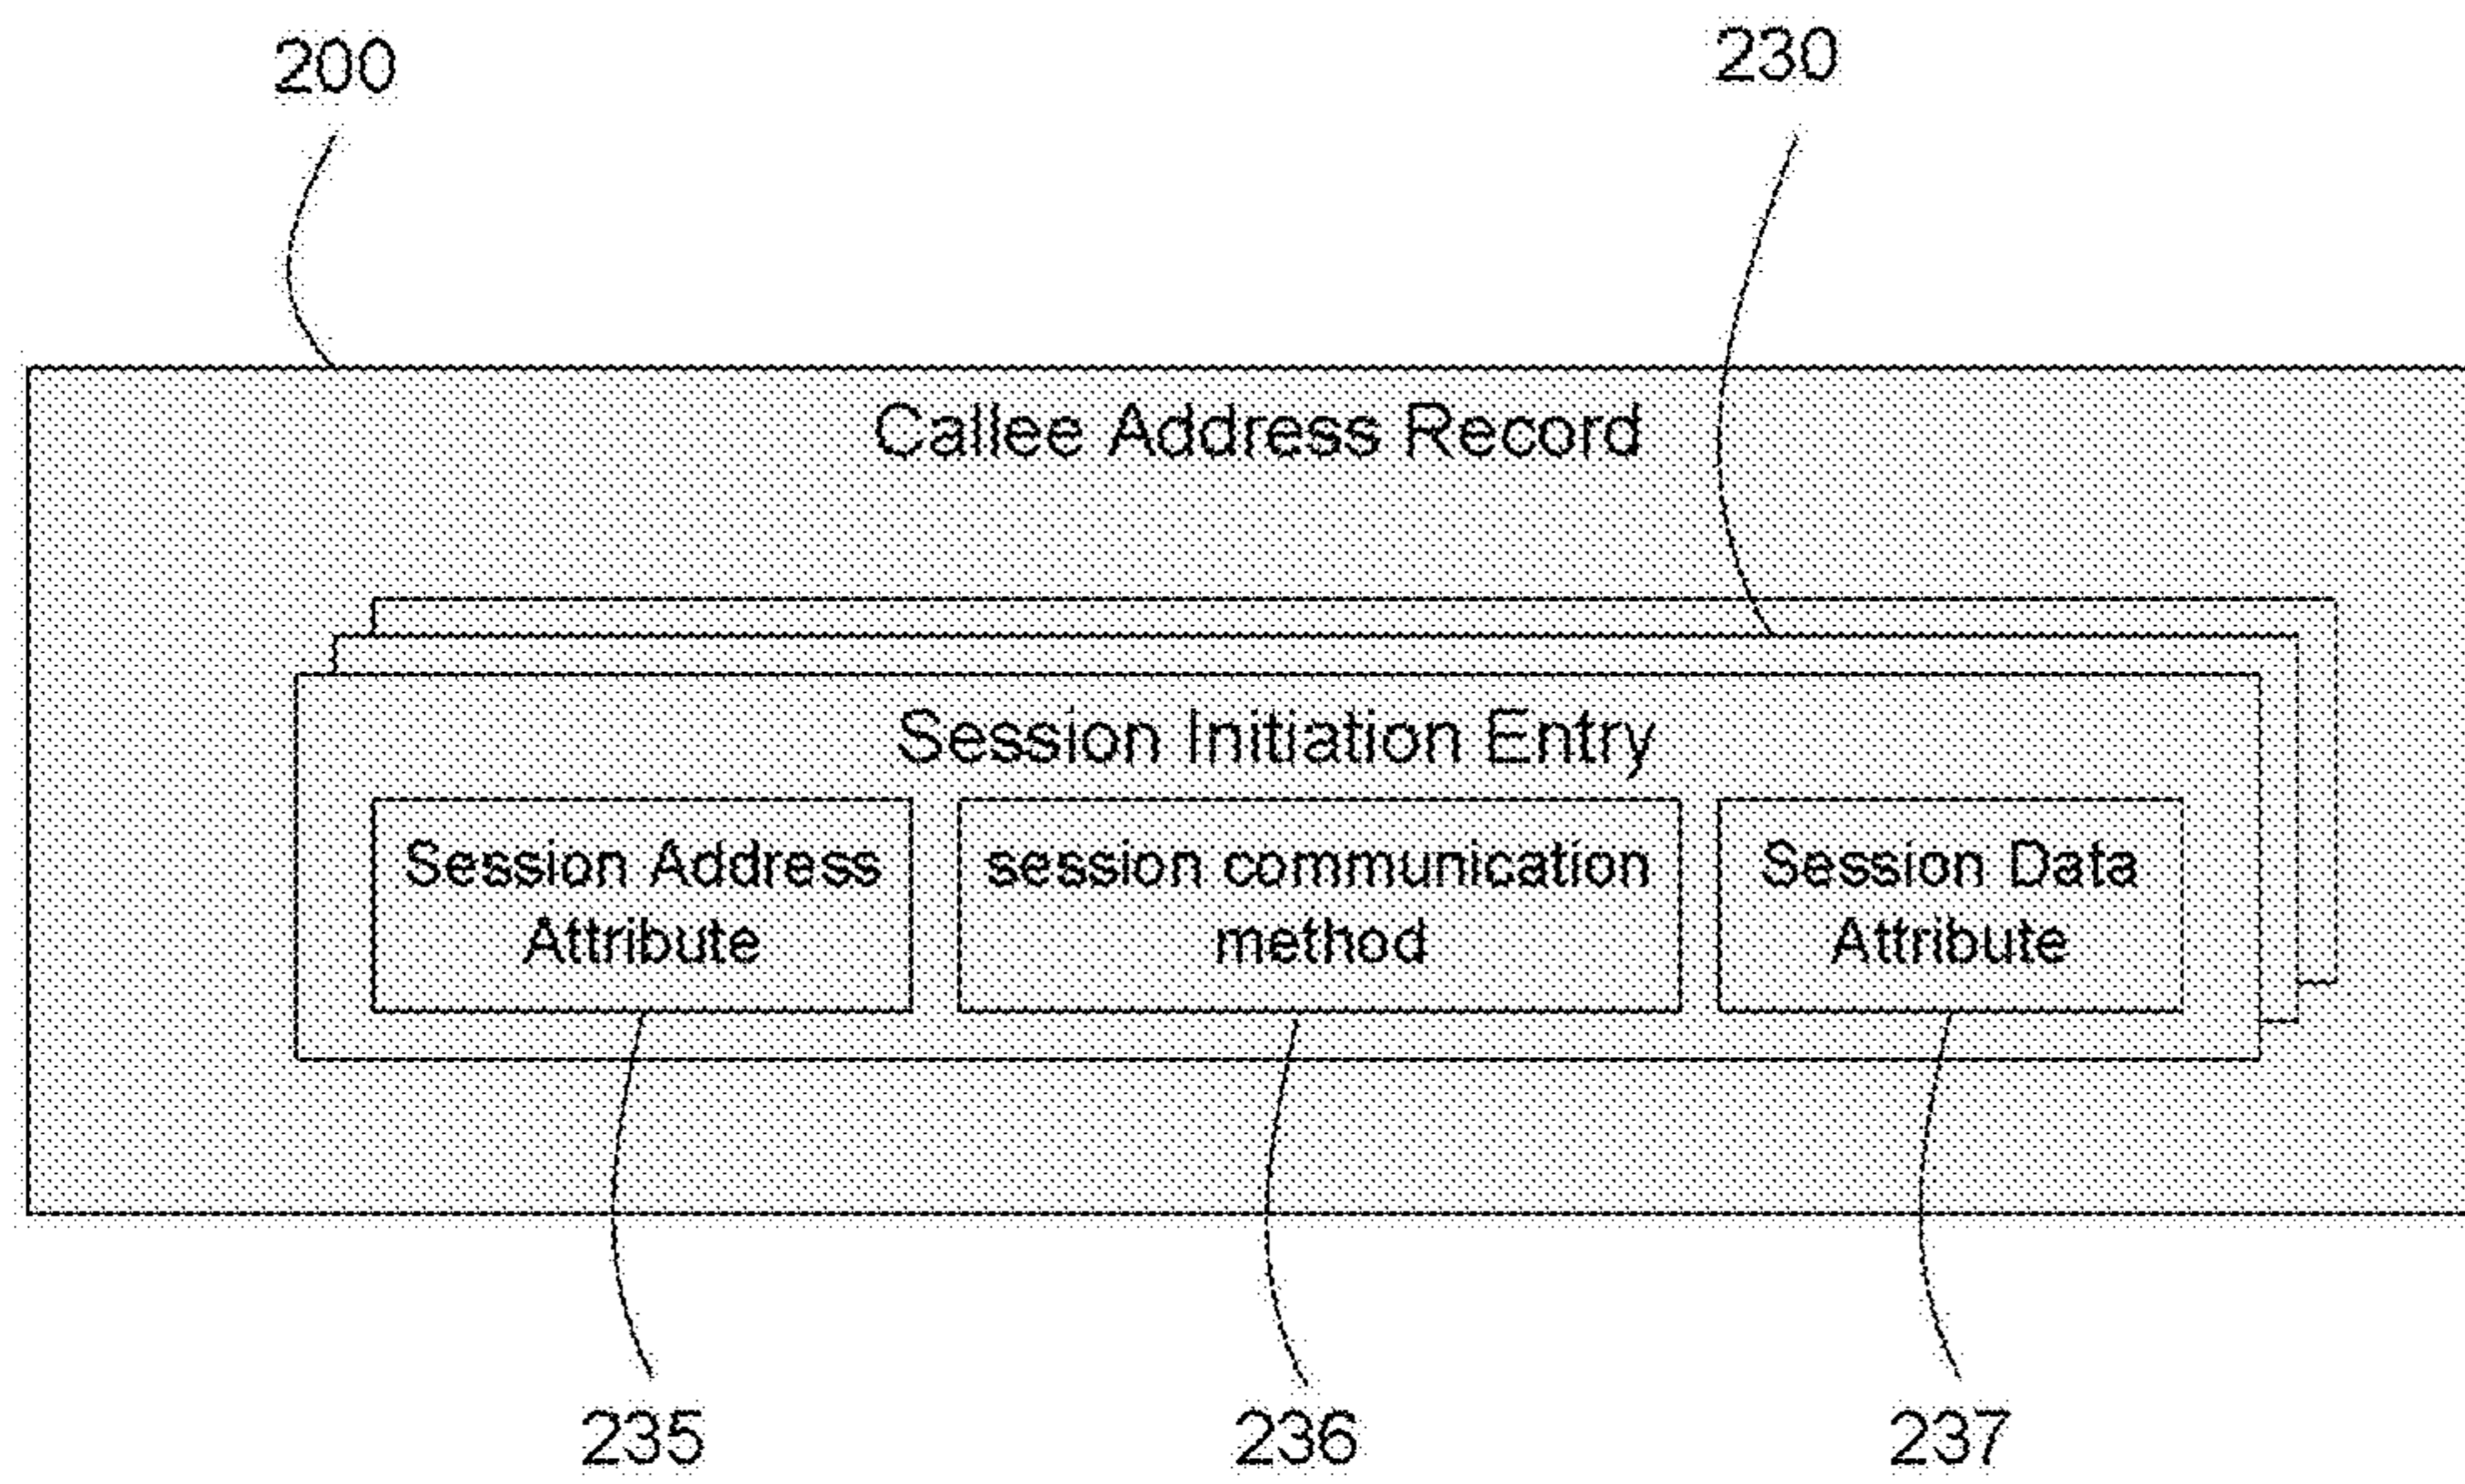 200
230
Callee Address Record
Session Initiation Entry
Session Address
Attribute
session communication
method
Session Data
Attribute
235
236
237